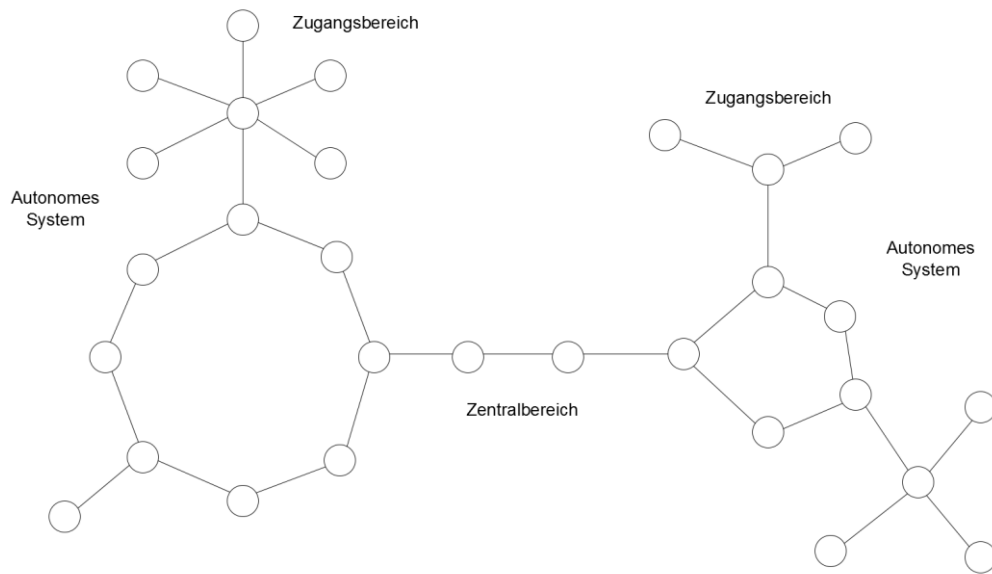 Zugangsbereich
Zugangsbereich
Autonomes
System
Autonomes
System
Zentralbereich